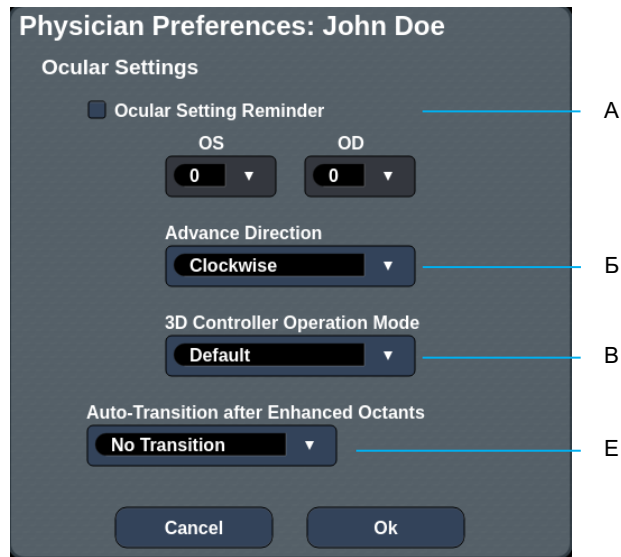 Physician Preferences: John Doe
Ocular Settings
Ocular Setting Reminder
А
OS OD
0 ▼ 0 ▼
Advance Direction
Clockwise ▼
Б
3D Controller Operation Mode
Default ▼
В
Auto-Transition after Enhanced Octants
No Transition ▼
Е
Cancel Ok